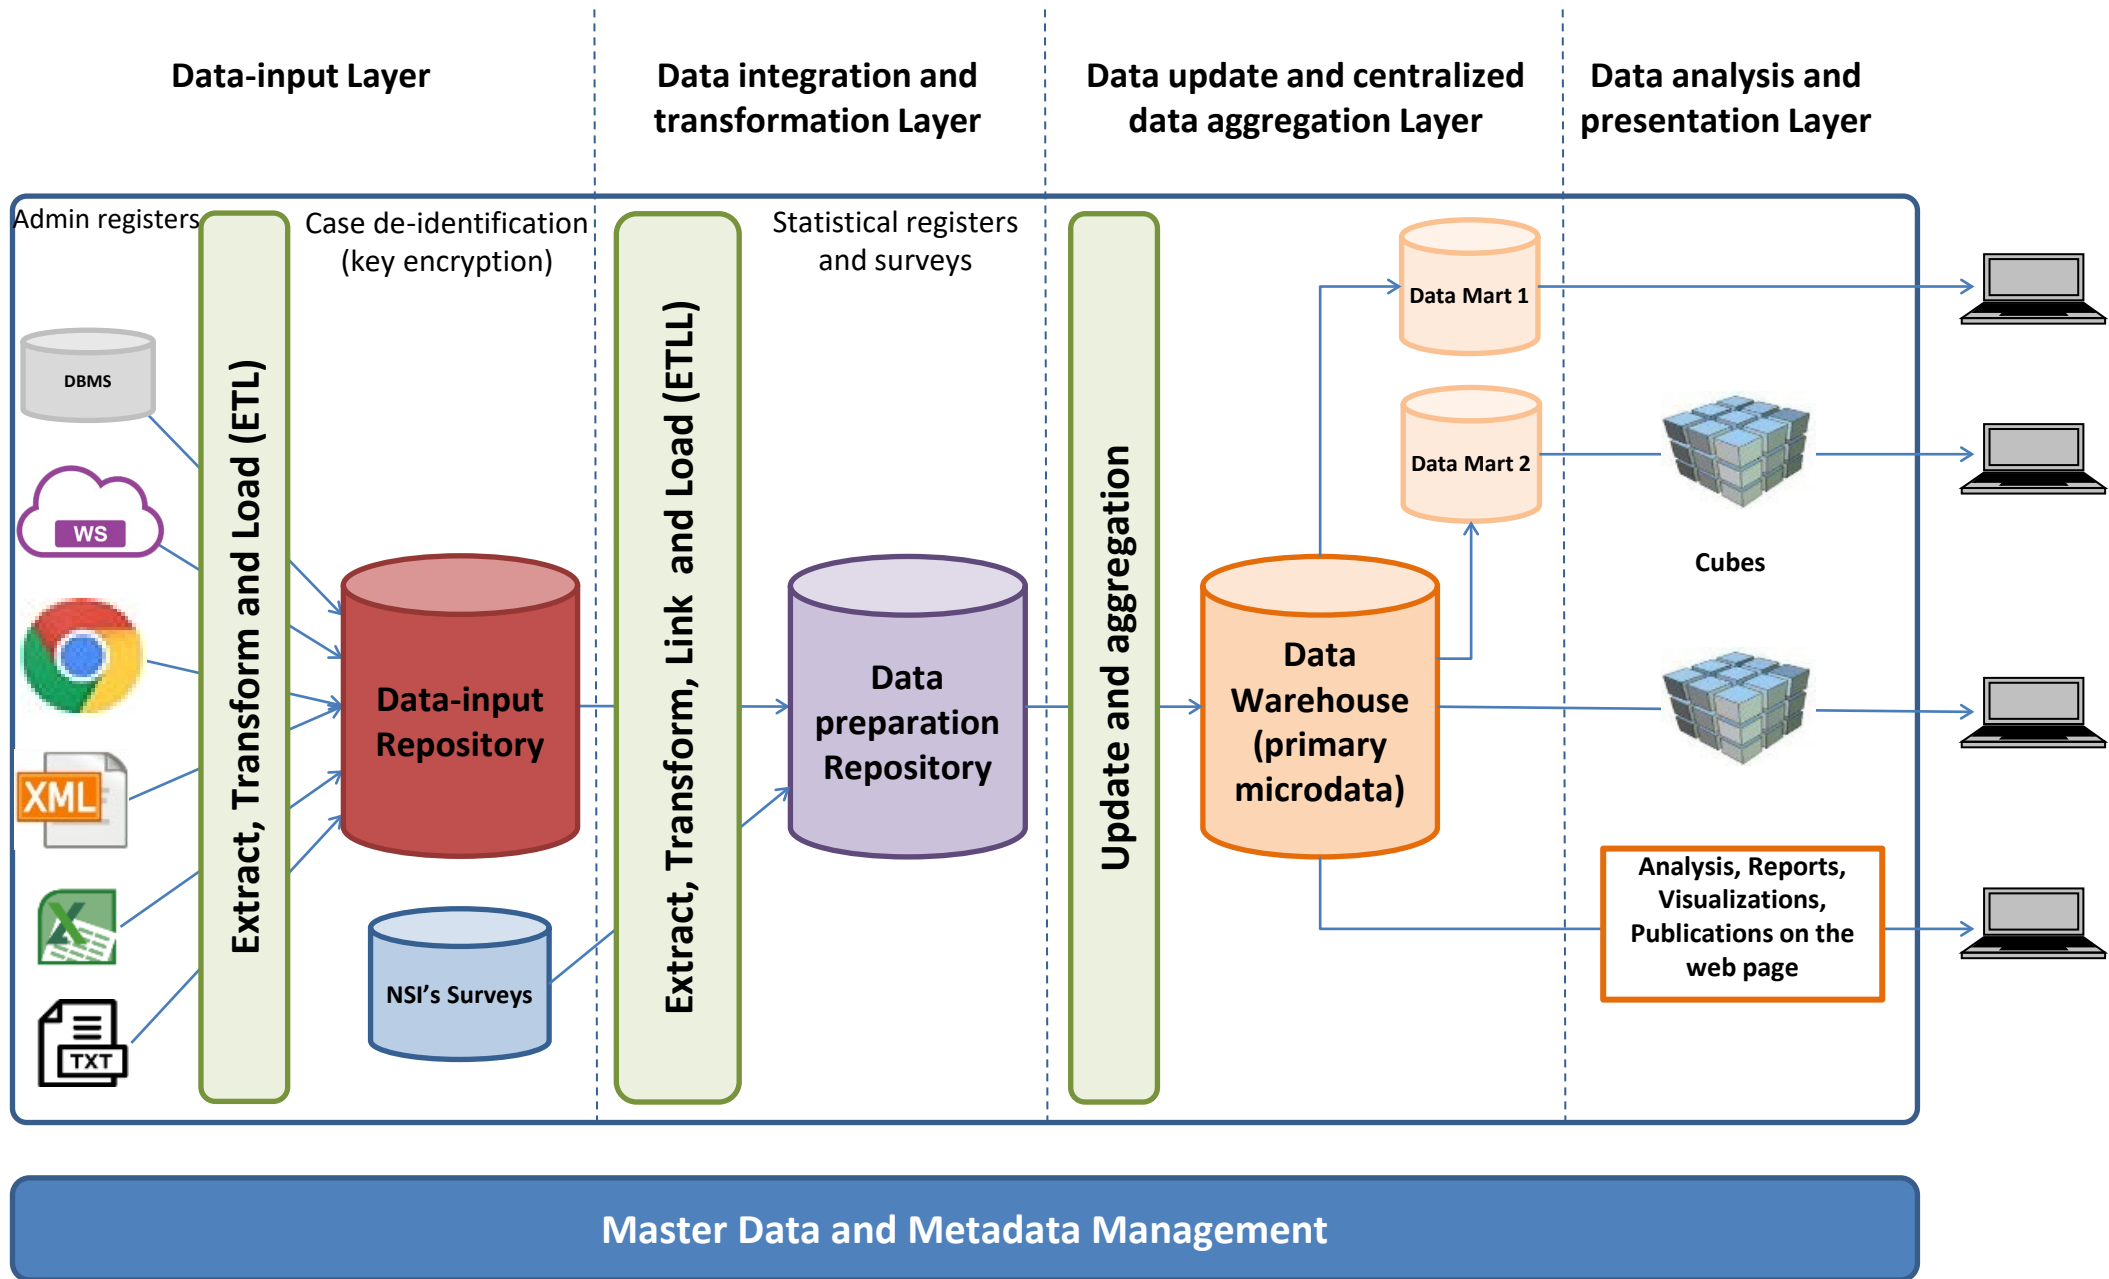 Data-input Layer
Data integration and
transformation Layer
Data update and centralized
data aggregation Layer
Data analysis and
presentation Layer
Admin registers
Case de-identification
(key encryption)
Statistical registers
and surveys
DBMS
WS
XML
TXT
Extract, Transform and Load (ETL)
Data-input
Repository
NSI's Surveys
Extract, Transform, Link  and Load (ETLL)
Data
preparation
Repository
Update and aggregation
Data Mart 1
Data Mart 2
Data
Warehouse
(primary
microdata)
Cubes
Analysis, Reports,
Visualizations,
Publications on the
web page
Master Data and Metadata Management